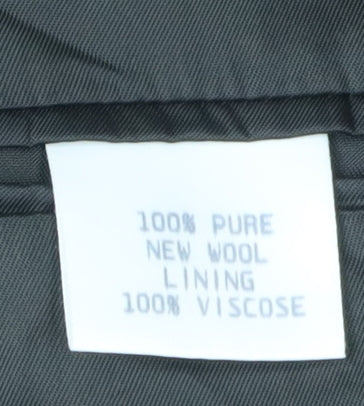 100% PURE
NEW WOOL
LINING
100% VISCOSE